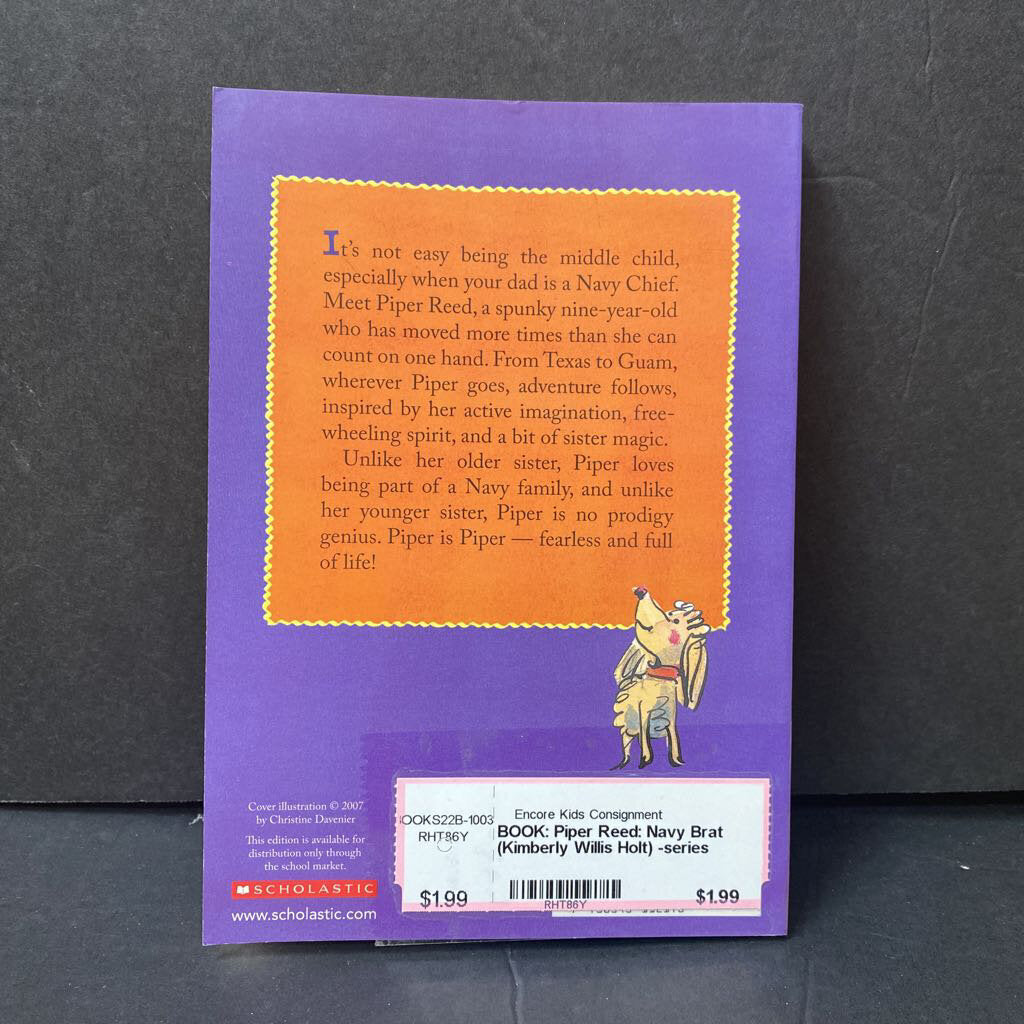 It's not easy being the middle child,
especially when your dad is a Navy Chief.
Meet Piper Reed, a spunky nine-year-old
who has moved more times than she can
count on one hand. From Texas to Guam,
wherever Piper goes, adventure follows,
inspired by her active imagination, free-
wheeling spirit, and a bit of sister magic.
Unlike her older sister, Piper loves
being part of a Navy family, and unlike
her younger sister, Piper is no prodigy
genius. Piper is Piper — fearless and full
of life!
Cover illustration © 2007
by Christine Davenier
This edition is available for
distribution only through
the school market.
SCHOLASTIC
www.scholastic.com
OOKS22B-1003
RHT86Y
$1.99
Encore Kids Consignment
BOOK: Piper Reed: Navy Brat
(Kimberly Willis Holt) -series
RHT86Y
$1.99